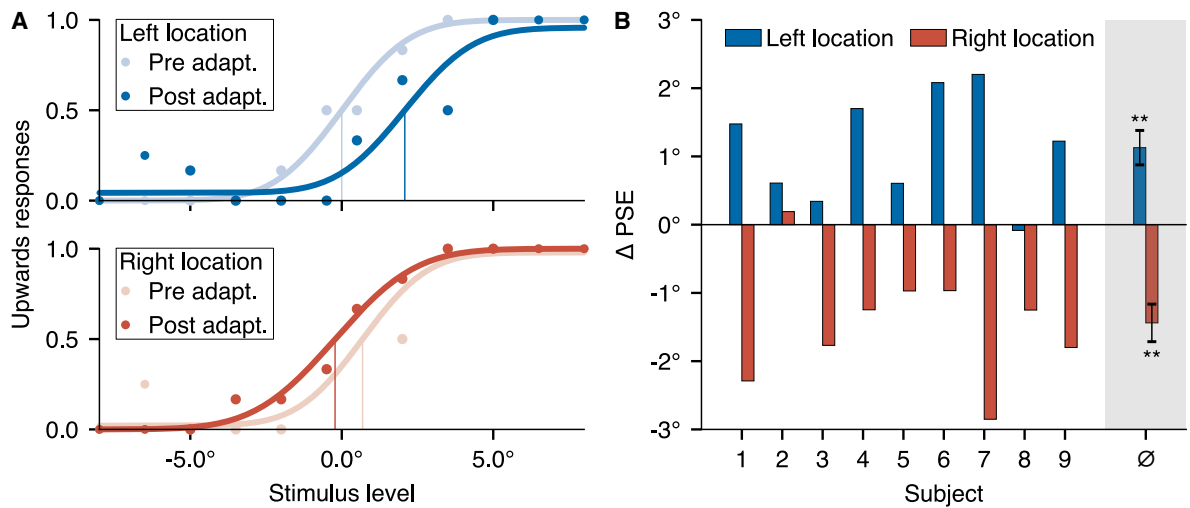 A
Upwards responses
1.0
0.5
0.0
Left location
Pre adapt.
Post adapt.
1.0
0.5
0.0
Right location
Pre adapt.
Post adapt.
-5.0° 0.0° 5.0°
Stimulus level
B
Δ PSE
3°
2°
1°
0°
-1°
-2°
-3°
Left location Right location
**
**
1 2 3 4 5 6 7 8 9 Ø
Subject